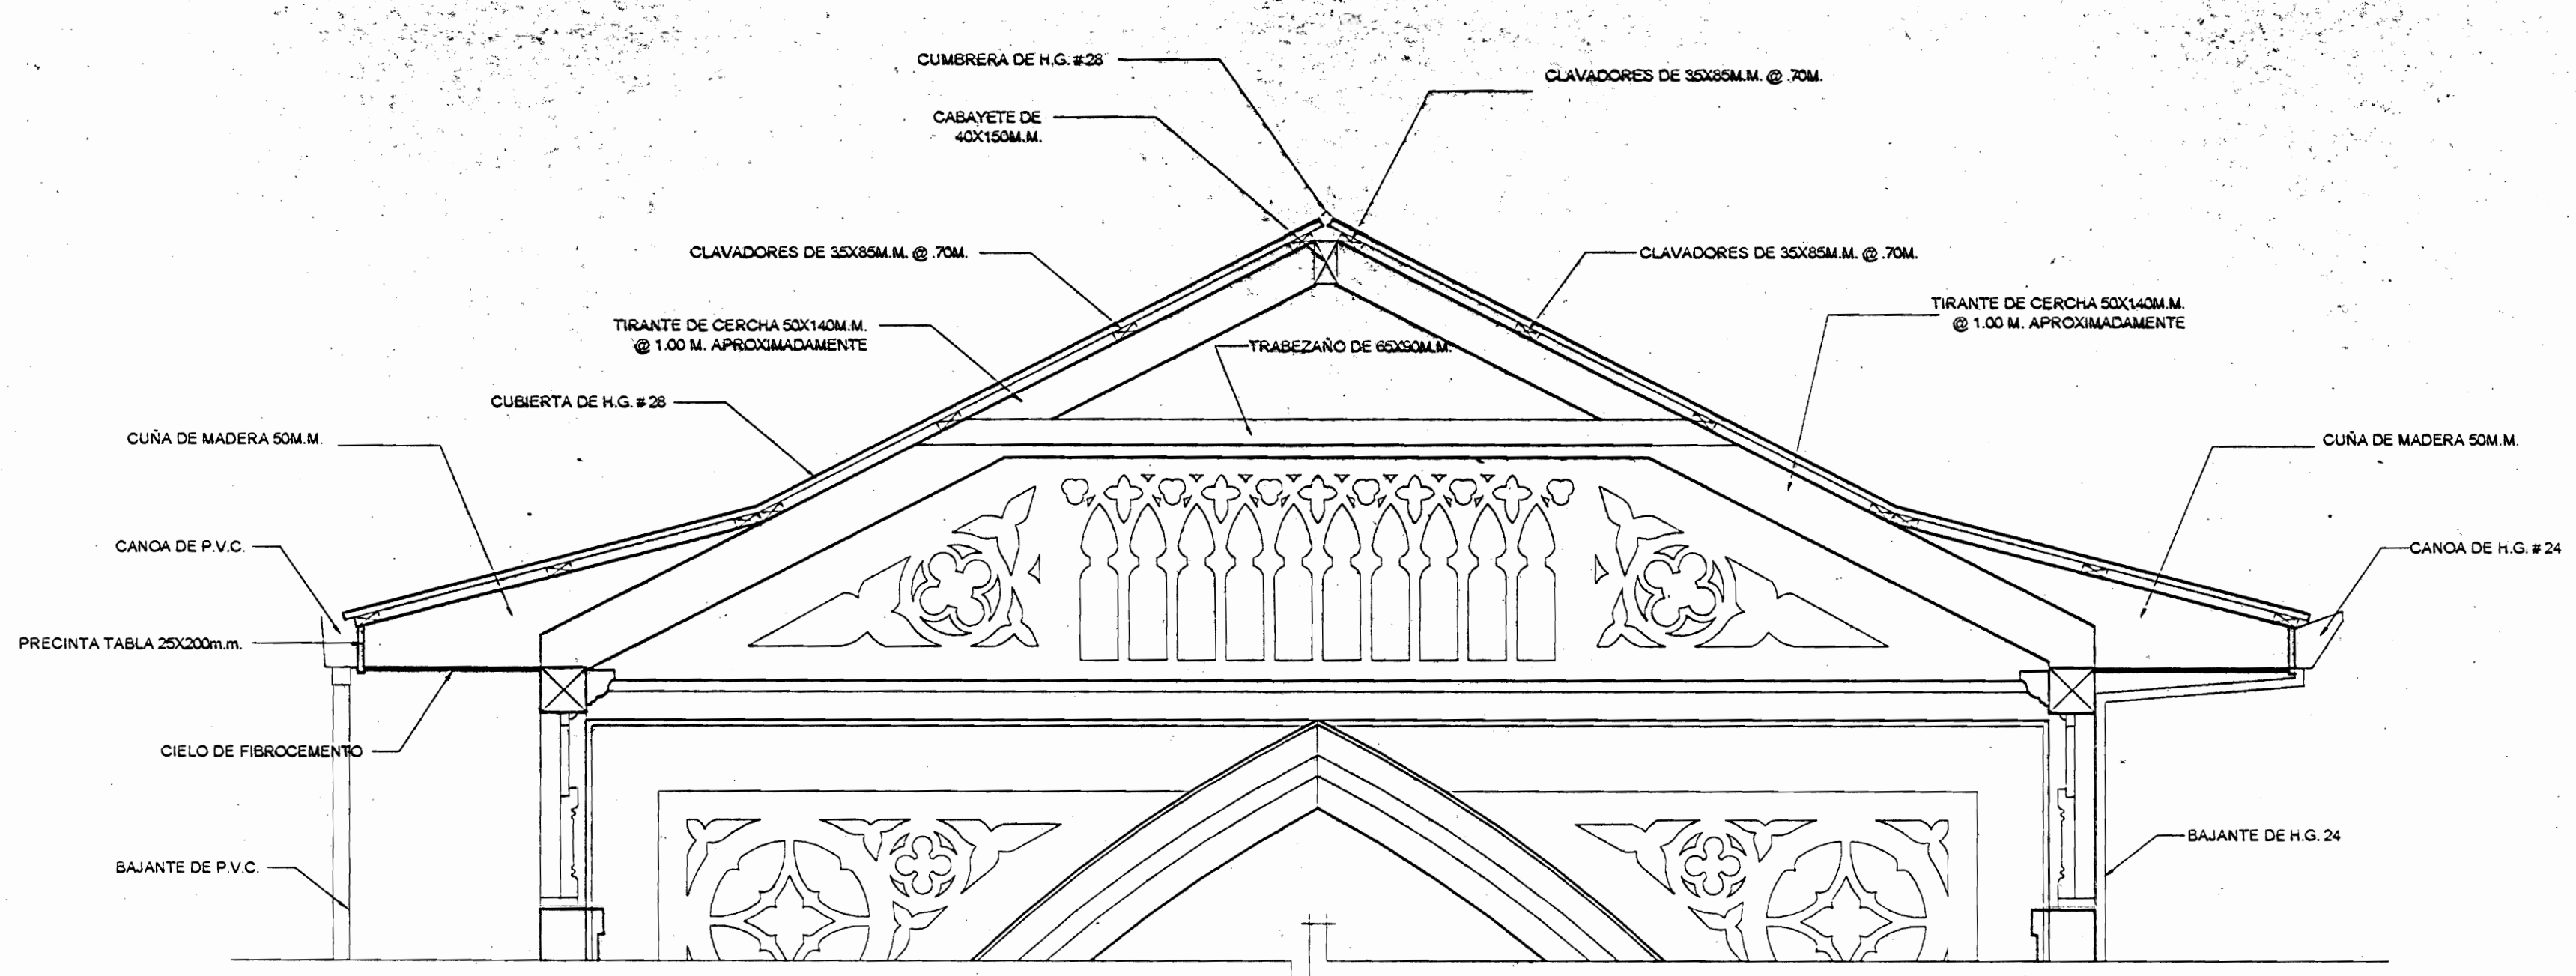 CUMBRERA DE H.G. #28
CLAVADORES DE 35X85M.M. @ .70M.
CABAYETE DE
40X150M.M.
CLAVADORES DE 35X85M.M. @ .70M.
CLAVADORES DE 35X85M.M. @ .70M.
TIRANTE DE CERCHA 50X140M.M.
@ 1.00 M. APROXIMADAMENTE
TIRANTE DE CERCHA 50X140M.M.
@ 1.00 M. APROXIMADAMENTE
TRABEZAÑO DE 65X90M.M.
CUBIERTA DE H.G. #28
CUÑA DE MADERA 50M.M.
CUÑA DE MADERA 50M.M.
CANOA DE P.V.C.
CANOA DE H.G. #24
PRECINTA TABLA 25X200m.m.
CIELO DE FIBROCEMENTO
BAJANTE DE P.V.C.
BAJANTE DE H.G. 24